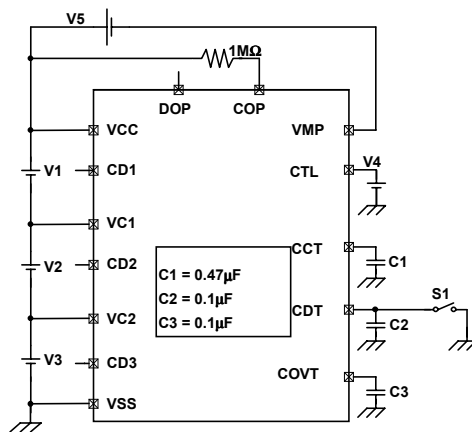 V5
1MΩ
DOP
COP
VCC
VMP
V1
CD1
CTL
V4
VC1
V2
CD2
CCT
C1
C1 = 0.47µF
C2 = 0.1µF
C3 = 0.1µF
CDT
S1
C2
VC2
V3
CD3
COVT
C3
VSS